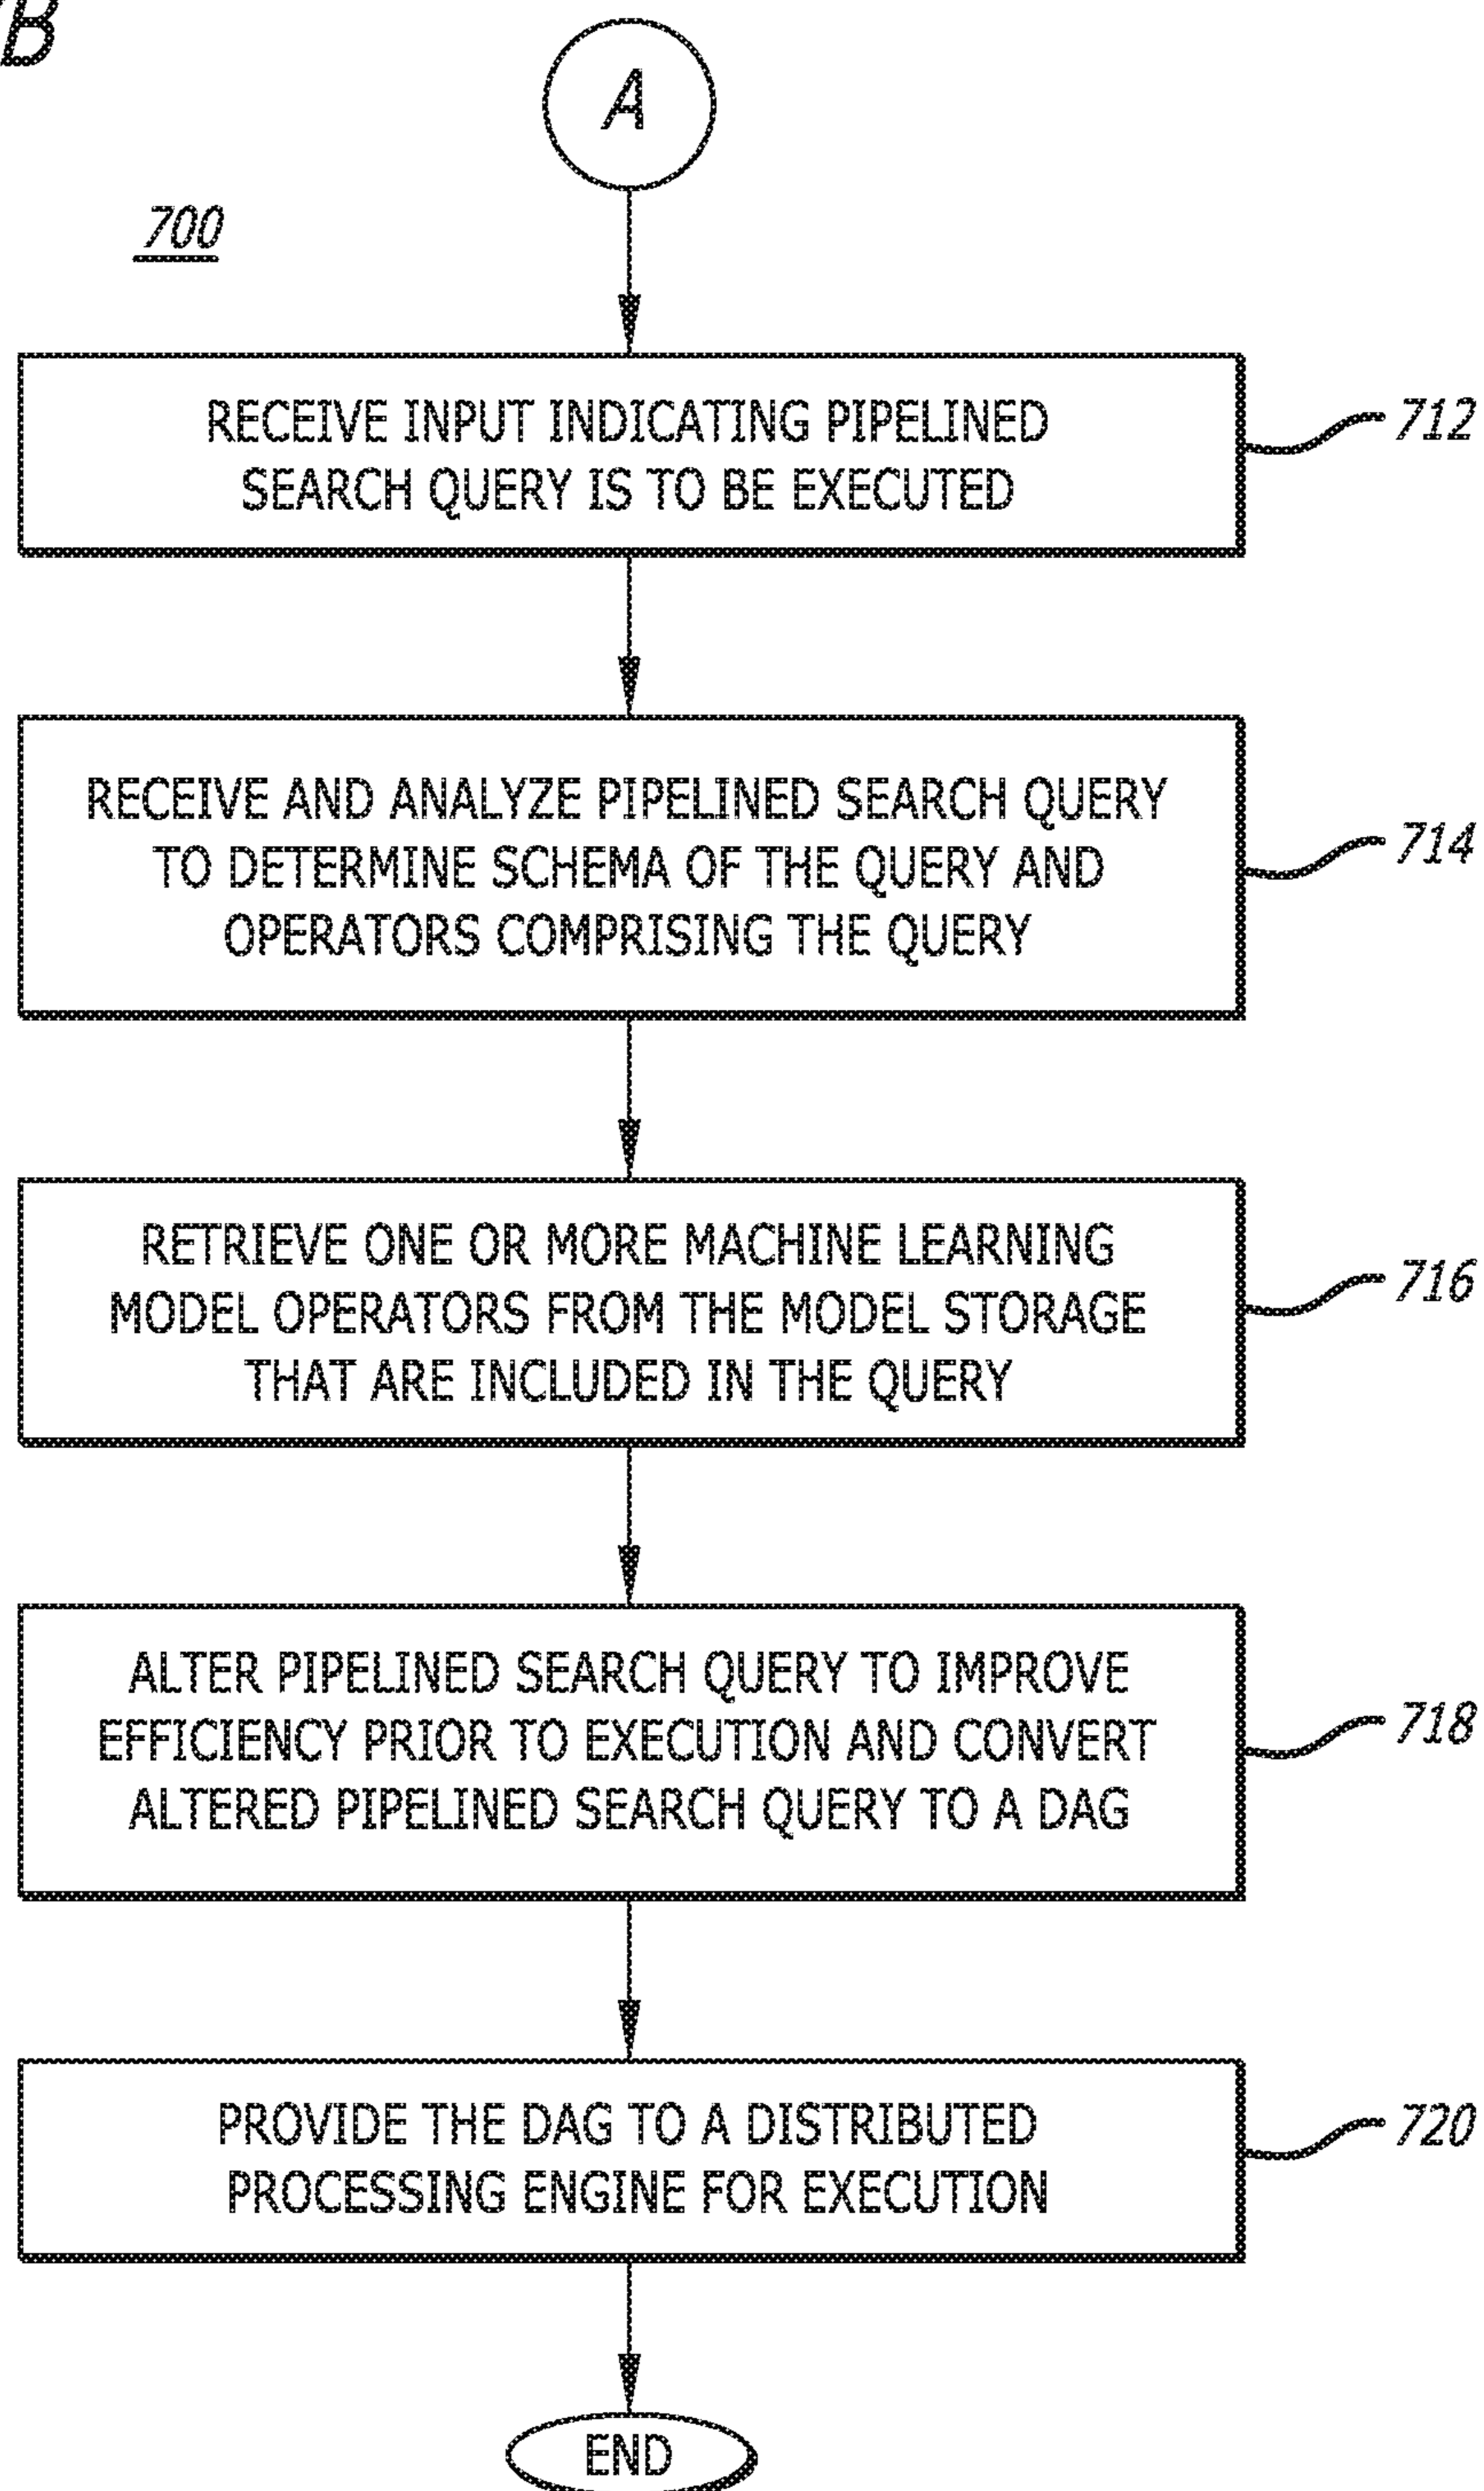 B
A
700
RECEIVE INPUT INDICATING PIPELINED
SEARCH QUERY IS TO BE EXECUTED
712
RECEIVE AND ANALYZE PIPELINED SEARCH QUERY
TO DETERMINE SCHEMA OF THE QUERY AND
OPERATORS COMPRISING THE QUERY
714
RETRIEVE ONE OR MORE MACHINE LEARNING
MODEL OPERATORS FROM THE MODEL STORAGE
THAT ARE INCLUDED IN THE QUERY
716
ALTER PIPELINED SEARCH QUERY TO IMPROVE
EFFICIENCY PRIOR TO EXECUTION AND CONVERT
ALTERED PIPELINED SEARCH QUERY TO A DAG
718
PROVIDE THE DAG TO A DISTRIBUTED
PROCESSING ENGINE FOR EXECUTION
720
END